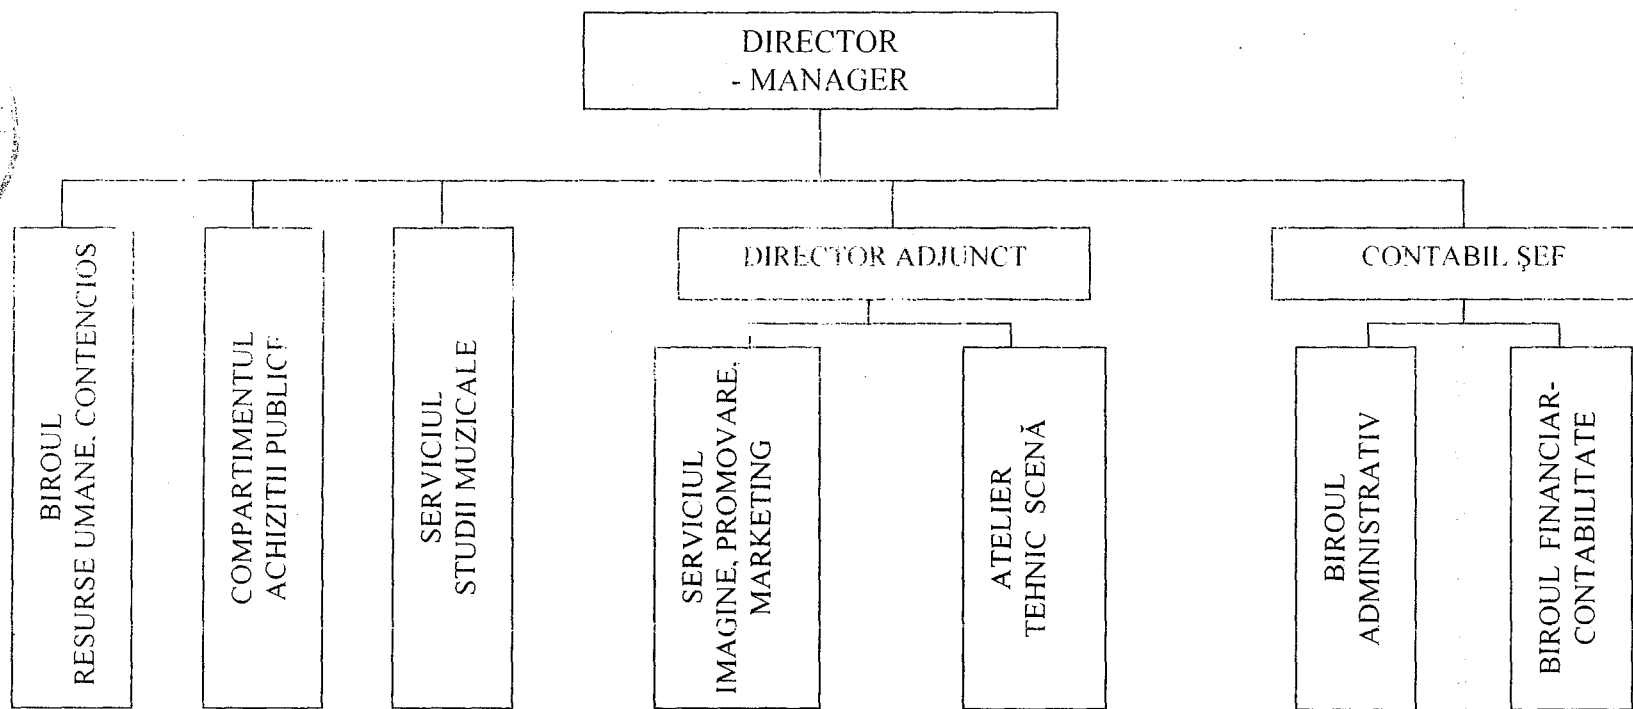 DIRECTOR
- MANAGER
BIROUL
RESURSE UMANE. CONTENCIOS
COMPARTIMENTUL
ACHIZITII PUBLICE
SERVICIUL
STUDII MUZICALE
DIRECTOR ADJUNCT
SERVICIUL
IMAGINE, PROMOVARE,
MARKETING
ATELIER
TEHNIC SCENĂ
CONTABIL ŞEF
BIROUL
ADMINISTRATIV
BIROUL FINANCIAR-
CONTABILITATE